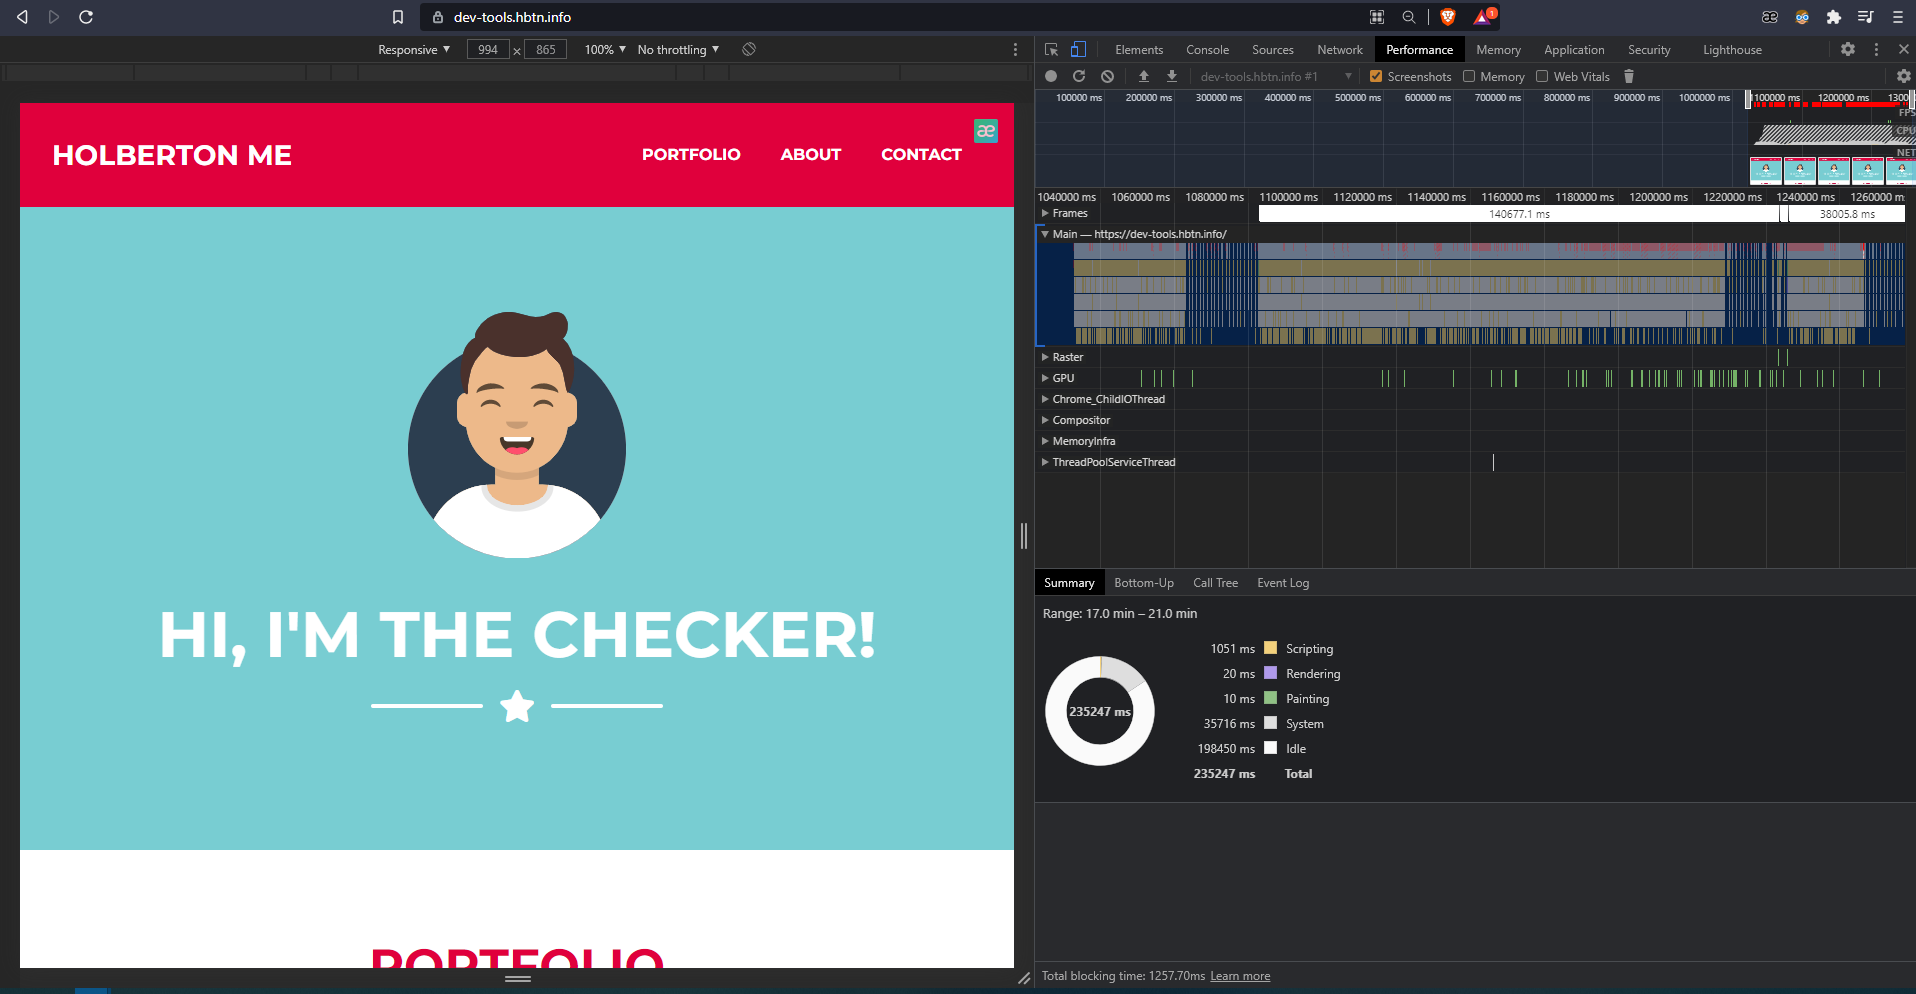 dev-tools.hbtn.info
1
Responsive ▼ 994 × 865 100% ▼ No throttling ▼
Elements Console Sources Network Performance Memory Application Security Lighthouse
dev-tools.hbtn.info #1 ▼ Screenshots Memory Web Vitals
100000 ms 200000 ms 300000 ms 400000 ms 500000 ms 600000 ms 700000 ms 800000 ms 900000 ms 1000000 ms 1100000 ms 1200000 ms 1300
FPS
CPU
NET
1040000 ms 1060000 ms 1080000 ms 1100000 ms 1120000 ms 1140000 ms 1160000 ms 1180000 ms 1200000 ms 1220000 ms 1240000 ms 1260000 m
Frames 140677.1 ms 38005.8 ms
Main — https://dev-tools.hbtn.info/
Raster
GPU
Chrome_ChildIOThread
Compositor
MemoryInfra
ThreadPoolServiceThread
æ
HOLBERTON ME PORTFOLIO ABOUT CONTACT
HI, I'M THE CHECKER!
PORTFOLIO
Summary Bottom-Up Call Tree Event Log
Range: 17.0 min – 21.0 min
235247 ms
1051 ms Scripting
20 ms Rendering
10 ms Painting
35716 ms System
198450 ms Idle
235247 ms Total
Total blocking time: 1257.70ms Learn more